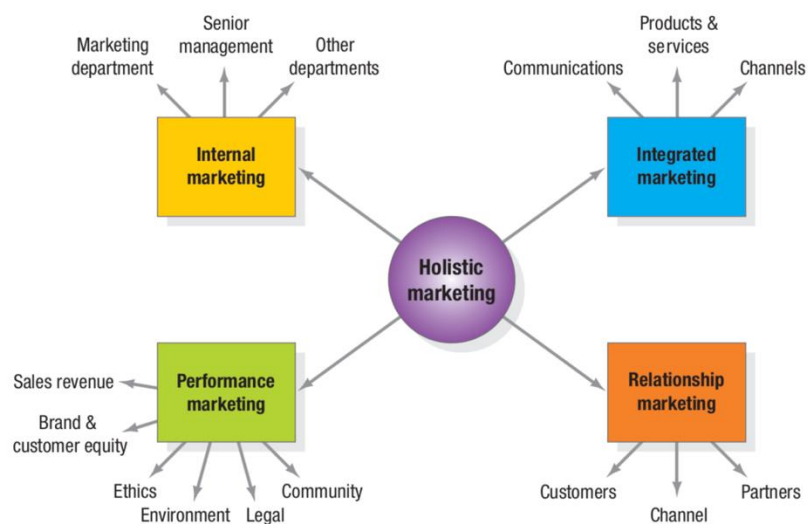 Marketing
department
Senior
management
Other
departments
Communications
Products &
services
Channels
Internal
marketing
Integrated
marketing
Holistic
marketing
Performance
marketing
Relationship
marketing
Sales revenue
Brand &
customer equity
Ethics
Environment
Legal
Community
Customers
Channel
Partners